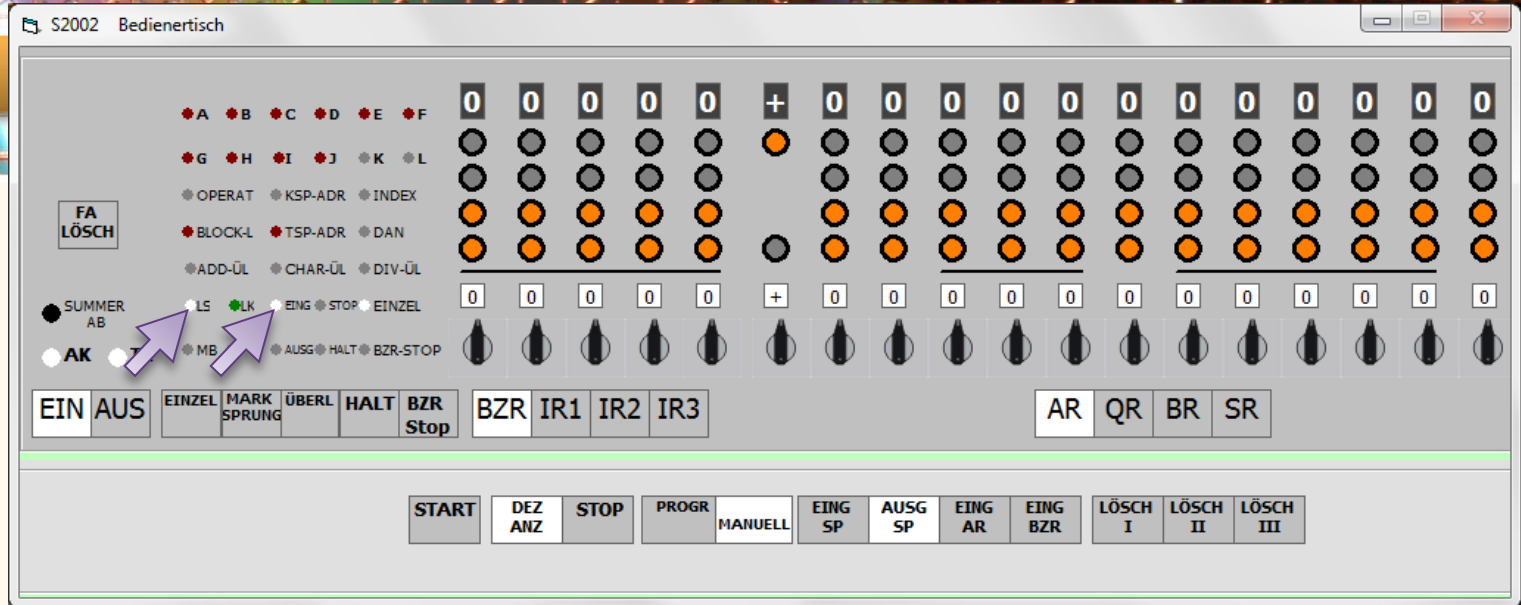 S2002 Bedienertisch
0 0 0 0 0 + 0 0 0 0 0 0 0 0 0 0 0 0
A B C D E F
G H I J K L
OPERAT KSP-ADR INDEX
FA
LÖSCH
BLOCK-L TSP-ADR DAN
ADD-ÜL CHAR-ÜL DIV-ÜL
0 0 0 0 0 + 0 0 0 0 0 0 0 0 0 0 0 0
SUMMER
AB
LS LK EING STOP EINZEL
AK
MB AUSG HALT BZR-STOP
EIN AUS
EINZEL
MARK
SPRUNG
ÜBERL
HALT
BZR
Stop
BZR IR1 IR2 IR3
AR QR BR SR
START
DEZ
ANZ
STOP
PROGR
MANUELL
EING
SP
AUSG
SP
EING
AR
EING
BZR
LÖSCH
I
LÖSCH
II
LÖSCH
III